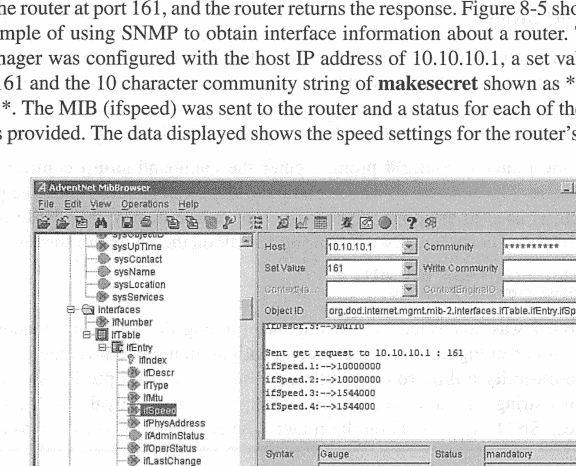 the router at port 161, and the router returns the response. Figure 8-5 sho
ample of using SNMP to obtain interface information about a router.
nager was configured with the host IP address of 10.10.10.1, a set val
161 and the 10 character community string of makesecret shown as *
*. The MIB (ifspeed) was sent to the router and a status for each of the
s provided. The data displayed shows the speed settings for the router's
AdventNet MibBrowser
File Edit View Operations Help
sysObjectID
sysUpTime
sysContact
sysName
sysLocation
sysServices
Interfaces
ifNumber
ifTable
ifEntry
ifIndex
ifDescr
ifType
ifMtu
ifSpeed
ifPhysAddress
ifAdminStatus
ifOperStatus
ifLastChange
Host 10.10.10.1 Community **********
Set Value 161 Write Community
ContextNa... ContextEngineID
Object ID org.dod.internet.mgmt.mib-2.interfaces.ifTable.ifEntry.ifSp
ifDescr.5:-->Null0
Sent get request to 10.10.10.1 : 161
ifSpeed.1:-->10000000
ifSpeed.2:-->10000000
ifSpeed.3:-->1544000
ifSpeed.4:-->1544000
Syntax Gauge Status mandatory